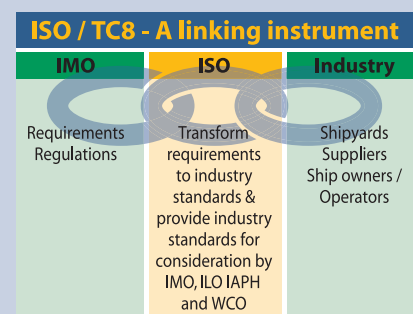 ISO / TC8 - A linking instrument
IMO
ISO
Industry
Requirements
Regulations
Transform
requirements
to industry
standards &
provide industry
standards for
consideration by
IMO, ILO IAPH
and WCO
Shipyards
Suppliers
Ship owners /
Operators